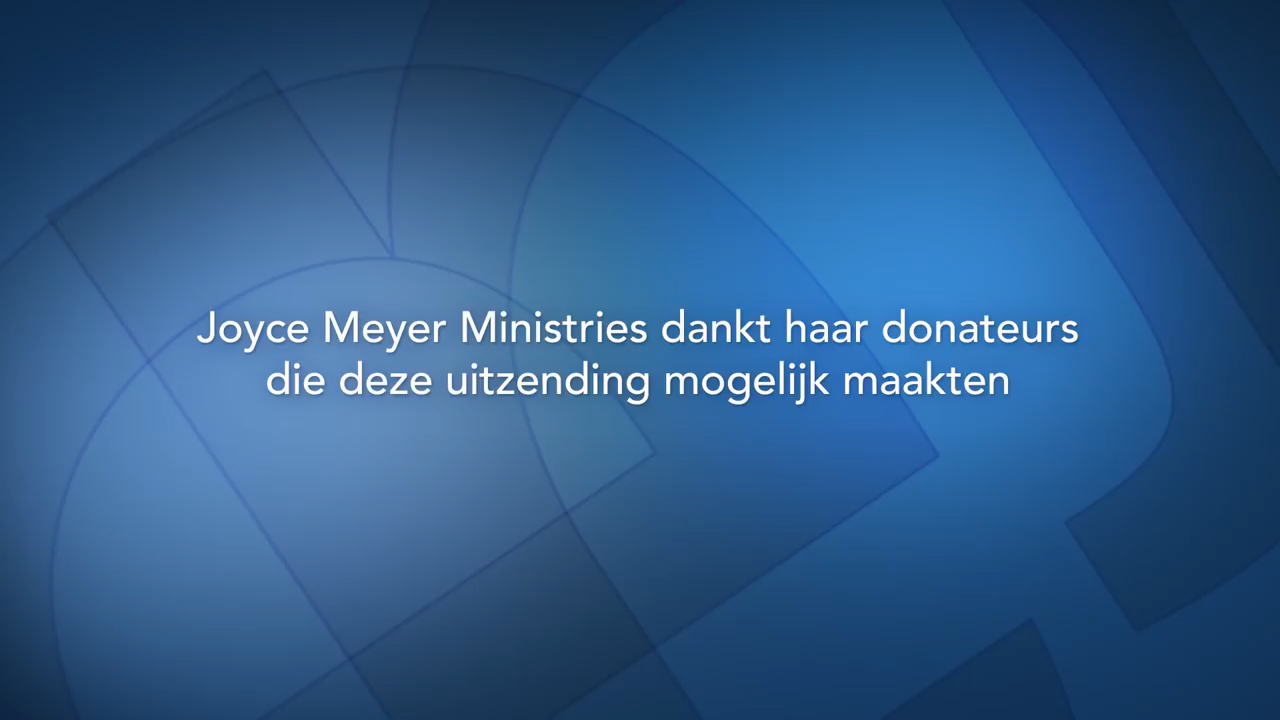 Joyce Meyer Ministries dankt haar donateurs
die deze uitzending mogelijk maakten